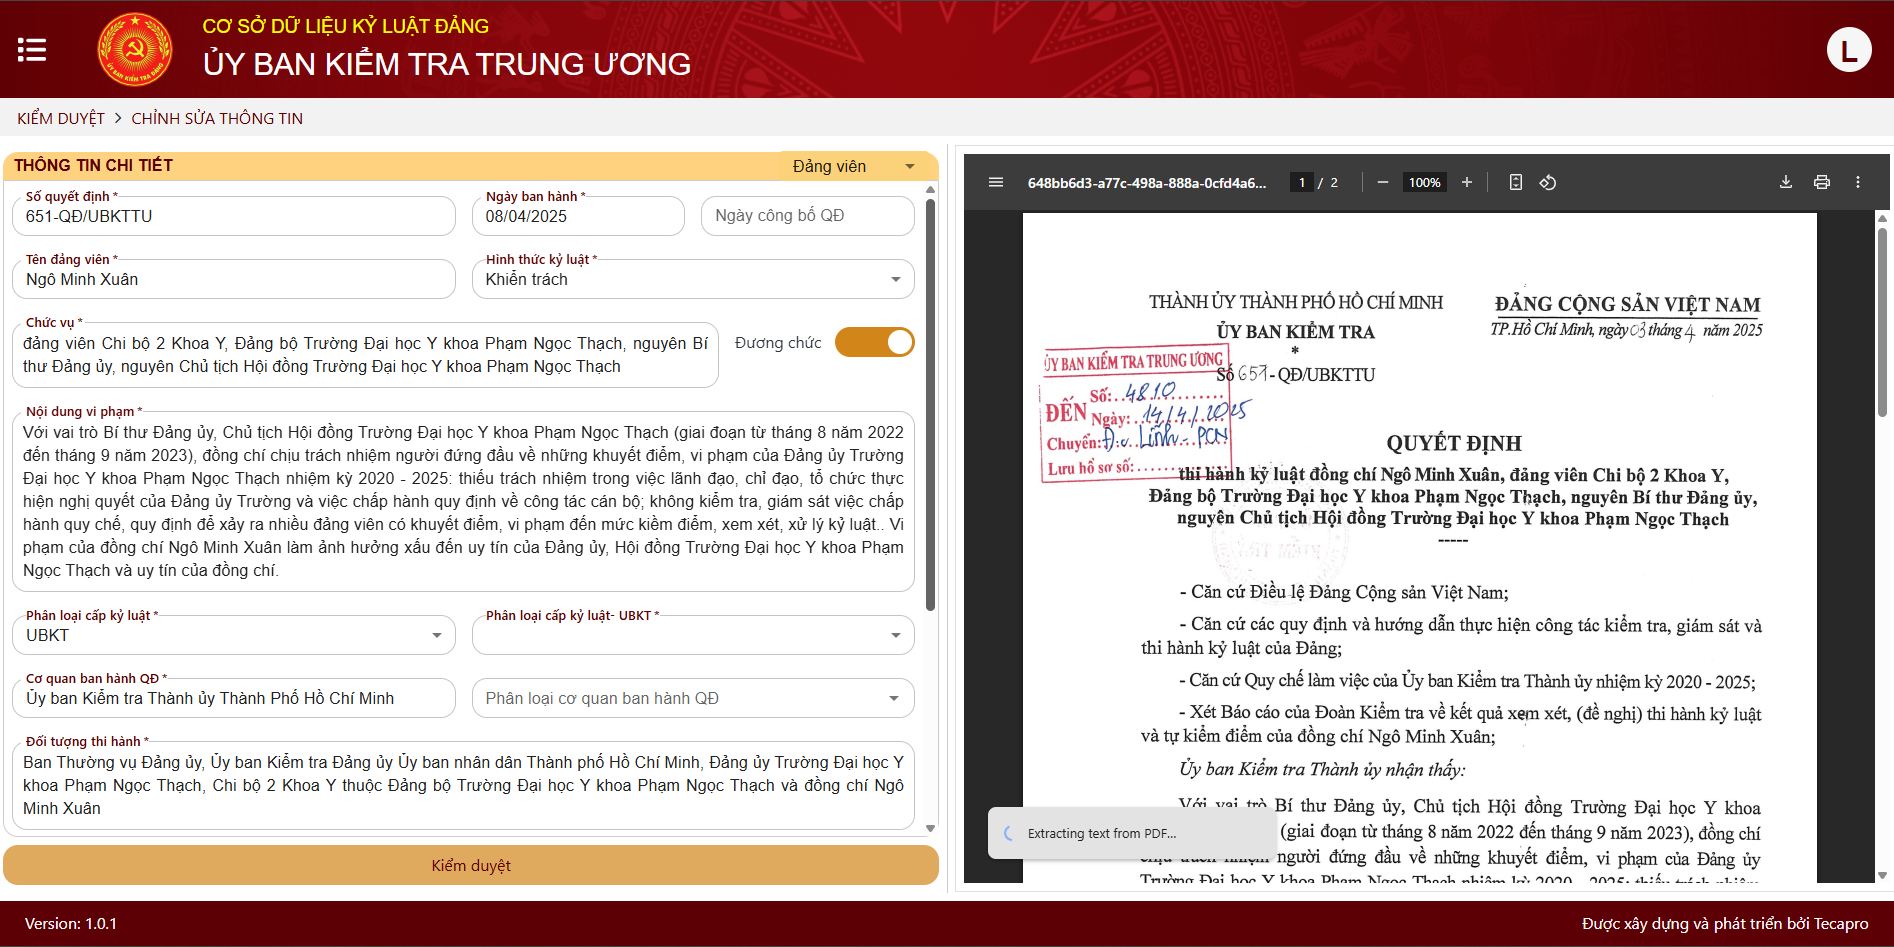 CƠ SỞ DỮ LIỆU KỶ LUẬT ĐẢNG
ỦY BAN KIỂM TRA TRUNG ƯƠNG
L
KIỂM DUYỆT > CHỈNH SỬA THÔNG TIN
THÔNG TIN CHI TIẾT
Đảng viên
Số quyết định *
651-QĐ/UBKTTU
Ngày ban hành *
08/04/2025
Ngày công bố QĐ
Tên đảng viên *
Ngô Minh Xuân
Hình thức kỷ luật *
Khiển trách
Chức vụ *
đảng viên Chi bộ 2 Khoa Y, Đảng bộ Trường Đại học Y khoa Phạm Ngọc Thạch, nguyên Bí
thư Đảng ủy, nguyên Chủ tịch Hội đồng Trường Đại học Y khoa Phạm Ngọc Thạch
Đương chức
Nội dung vi phạm *
Với vai trò Bí thư Đảng ủy, Chủ tịch Hội đồng Trường Đại học Y khoa Phạm Ngọc Thạch (giai đoạn từ tháng 8 năm 2022
đến tháng 9 năm 2023), đồng chí chịu trách nhiệm người đứng đầu về những khuyết điểm, vi phạm của Đảng ủy Trường
Đại học Y khoa Phạm Ngọc Thạch nhiệm kỳ 2020 - 2025: thiếu trách nhiệm trong việc lãnh đạo, chỉ đạo, tổ chức thực
hiện nghị quyết của Đảng ủy Trường và việc chấp hành quy định về công tác cán bộ; không kiểm tra, giám sát việc chấp
hành quy chế, quy định để xảy ra nhiều đảng viên có khuyết điểm, vi phạm đến mức kiềm điểm, xem xét, xử lý kỷ luật.. Vi
phạm của đồng chí Ngô Minh Xuân làm ảnh hưởng xấu đến uy tín của Đảng ủy, Hội đồng Trường Đại học Y khoa Phạm
Ngọc Thạch và uy tín của đồng chí.
Phân loại cấp kỷ luật *
UBKT
Phân loại cấp kỷ luật- UBKT *
Cơ quan ban hành QĐ *
Ủy ban Kiểm tra Thành ủy Thành Phố Hồ Chí Minh
Phân loại cơ quan ban hành QĐ
Đối tượng thi hành *
Ban Thường vụ Đảng ủy, Ủy ban Kiểm tra Đảng ủy Ủy ban nhân dân Thành phố Hồ Chí Minh, Đảng ủy Trường Đại học Y
khoa Phạm Ngọc Thạch, Chi bộ 2 Khoa Y thuộc Đảng bộ Trường Đại học Y khoa Phạm Ngọc Thạch và đồng chí Ngô
Minh Xuân
Kiểm duyệt
648bb6d3-a77c-498a-888a-0cfd4a6...
1 / 2
100%
THÀNH ỦY THÀNH PHỐ HỒ CHÍ MINH
ỦY BAN KIỂM TRA
*
Số 651-QĐ/UBKTTU
ĐẢNG CỘNG SẢN VIỆT NAM
TP.Hồ Chí Minh, ngày 03 tháng 4 năm 2025
ỦY BAN KIỂM TRA TRUNG ƯƠNG
ĐẾN
Số: 4810
Ngày: 14/4/2025
Chuyển: Đ/c Lĩnh - PCN
Lưu hồ sơ số:
QUYẾT ĐỊNH
thi hành kỷ luật đồng chí Ngô Minh Xuân, đảng viên Chi bộ 2 Khoa Y,
Đảng bộ Trường Đại học Y khoa Phạm Ngọc Thạch, nguyên Bí thư Đảng ủy,
nguyên Chủ tịch Hội đồng Trường Đại học Y khoa Phạm Ngọc Thạch
-----
- Căn cứ Điều lệ Đảng Cộng sản Việt Nam;
- Căn cứ các quy định và hướng dẫn thực hiện công tác kiểm tra, giám sát và
thi hành kỷ luật của Đảng;
- Căn cứ Quy chế làm việc của Ủy ban Kiểm tra Thành ủy nhiệm kỳ 2020 - 2025;
- Xét Báo cáo của Đoàn Kiểm tra về kết quả xem xét, (đề nghị) thi hành kỷ luật
và tự kiểm điểm của đồng chí Ngô Minh Xuân;
Ủy ban Kiểm tra Thành ủy nhận thấy:
Với vai trò Bí thư Đảng ủy, Chủ tịch Hội đồng Trường Đại học Y khoa
(giai đoạn từ tháng 8 năm 2022 đến tháng 9 năm 2023), đồng chí
chịu trách nhiệm người đứng đầu về những khuyết điểm, vi phạm của Đảng ủy
Trường Đại học Y khoa Phạm Ngọc Thạch nhiệm kỳ 2020 - 2025: thiếu trách nhiệm
Extracting text from PDF...
Version: 1.0.1
Được xây dựng và phát triển bởi Tecapro